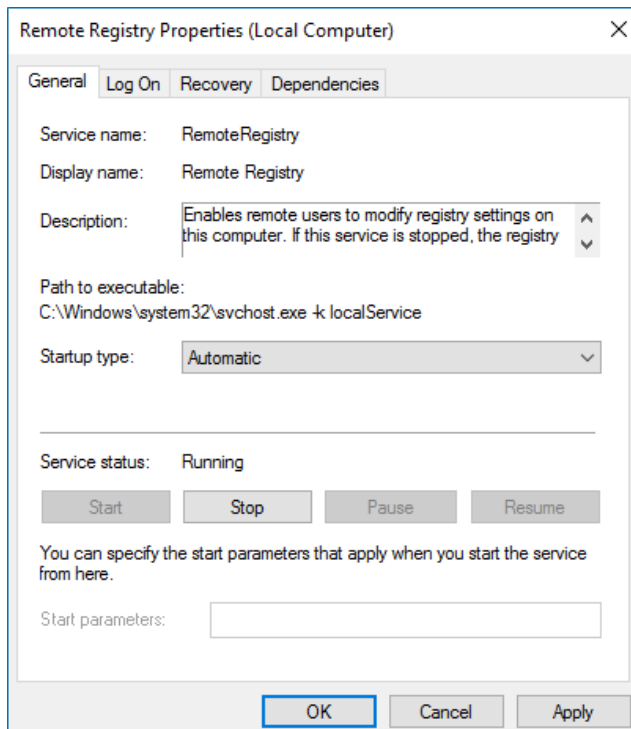 Remote Registry Properties (Local Computer)
General Log On Recovery Dependencies
Service name: RemoteRegistry
Display name: Remote Registry
Description: Enables remote users to modify registry settings on
this computer. If this service is stopped, the registry
Path to executable:
C:\Windows\system32\svchost.exe -k localService
Startup type: Automatic
Service status: Running
Start Stop Pause Resume
You can specify the start parameters that apply when you start the service
from here.
Start parameters:
OK Cancel Apply